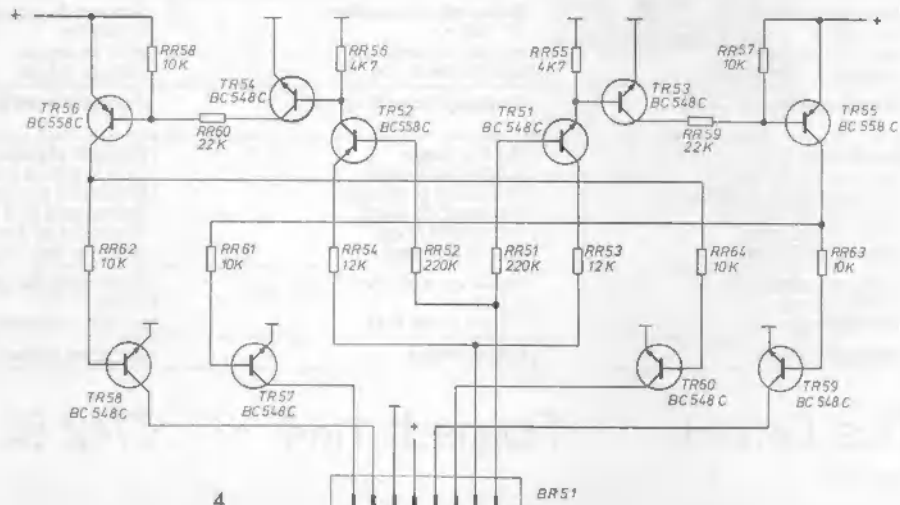 +
RR58
10K
RR56
4K7
RR55
4K7
RR57
10K
+
TR56
BC558C
TR54
BC548C
RR60
22K
TR52
BC558C
TR51
BC548C
TR53
BC548C
RR59
22K
TR55
BC558C
RR62
10K
RR61
10K
RR54
12K
RR52
220K
RR51
220K
RR53
12K
RR64
10K
RR63
10K
TR58
BC548C
TR57
BC548C
TR60
BC548C
TR59
BC548C
+
4
BR51